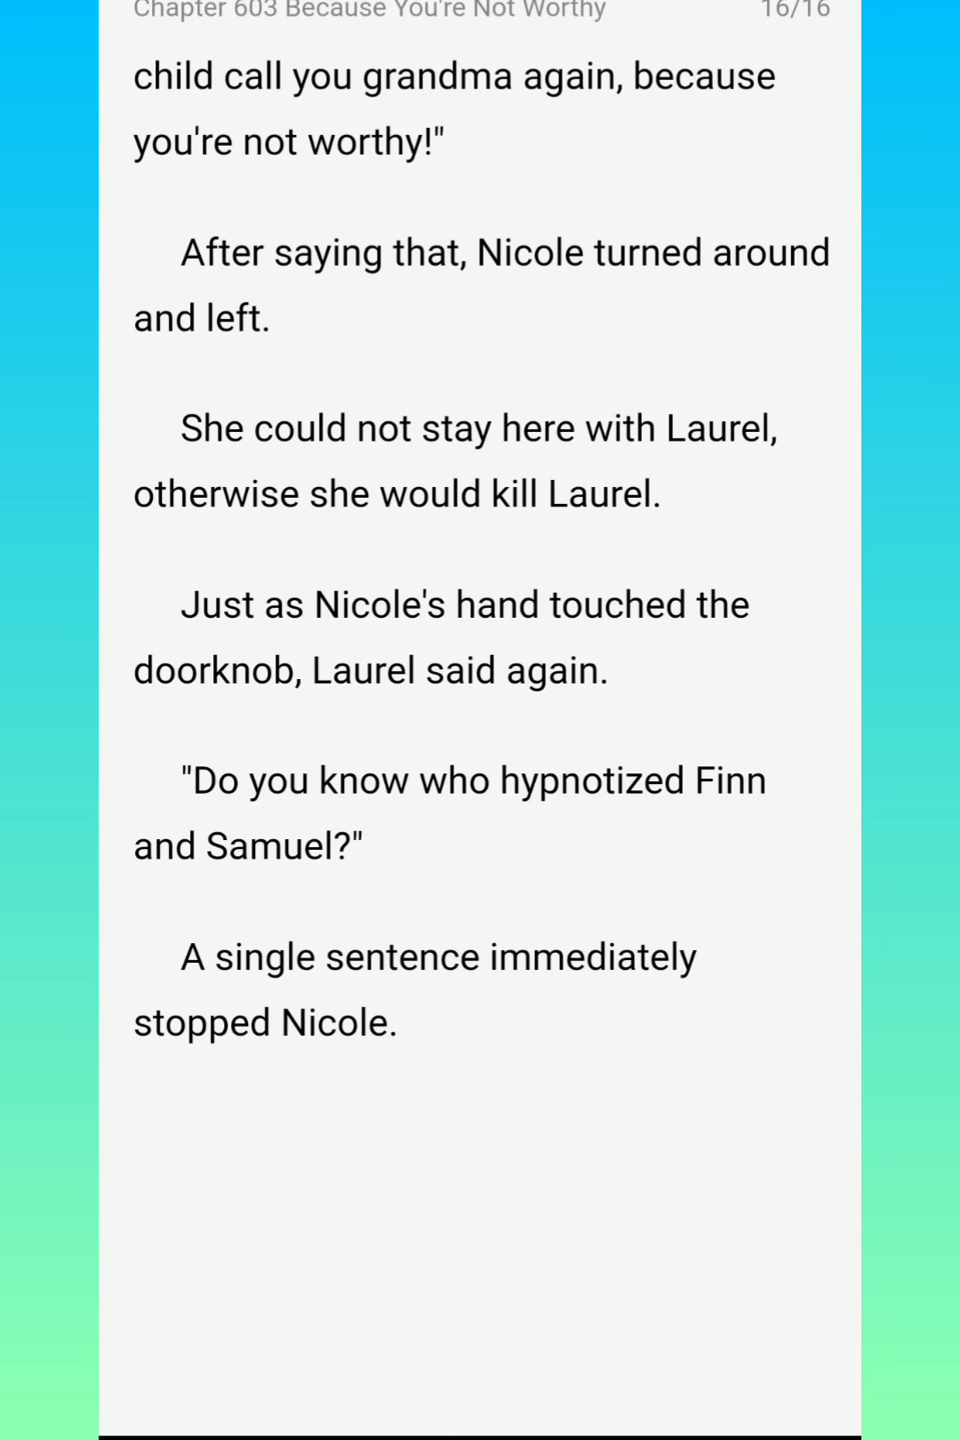 Chapter 603 Because You're Not Worthy 16/16
child call you grandma again, because
you're not worthy!"
After saying that, Nicole turned around
and left.
She could not stay here with Laurel,
otherwise she would kill Laurel.
Just as Nicole's hand touched the
doorknob, Laurel said again.
"Do you know who hypnotized Finn
and Samuel?"
A single sentence immediately
stopped Nicole.